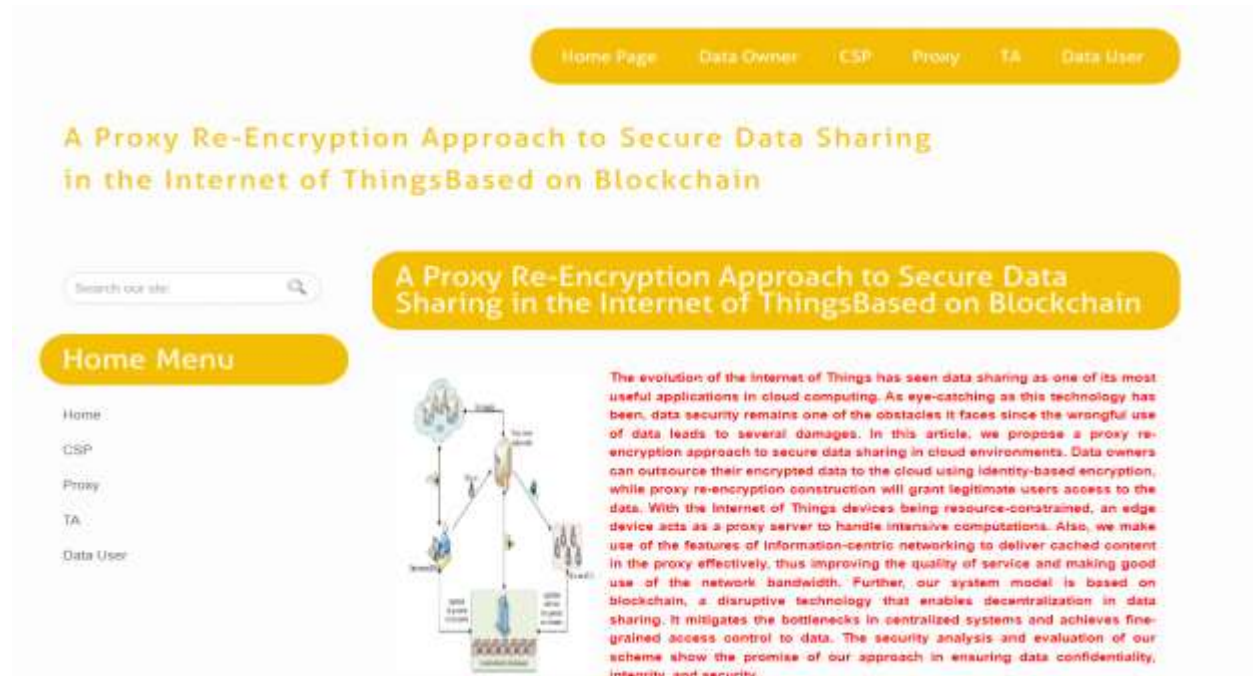 Home Page Data Owner CSP Proxy TA Data User
A Proxy Re-Encryption Approach to Secure Data Sharing
in the Internet of ThingsBased on Blockchain
Search our site:
A Proxy Re-Encryption Approach to Secure Data
Sharing in the Internet of ThingsBased on Blockchain
Home Menu
Home
CSP
Proxy
TA
Data User
The evolution of the Internet of Things has seen data sharing as one of its most
useful applications in cloud computing. As eye-catching as this technology has
been, data security remains one of the obstacles it faces since the wrongful use
of data leads to several damages. In this article, we propose a proxy re-
encryption approach to secure data sharing in cloud environments. Data owners
can outsource their encrypted data to the cloud using identity-based encryption,
while proxy re-encryption construction will grant legitimate users access to the
data. With the Internet of Things devices being resource-constrained, an edge
device acts as a proxy server to handle intensive computations. Also, we make
use of the features of information-centric networking to deliver cached content
in the proxy effectively, thus improving the quality of service and making good
use of the network bandwidth. Further, our system model is based on
blockchain, a disruptive technology that enables decentralization in data
sharing. It mitigates the bottlenecks in centralized systems and achieves fine-
grained access control to data. The security analysis and evaluation of our
scheme show the promise of our approach in ensuring data confidentiality,
integrity, and security.